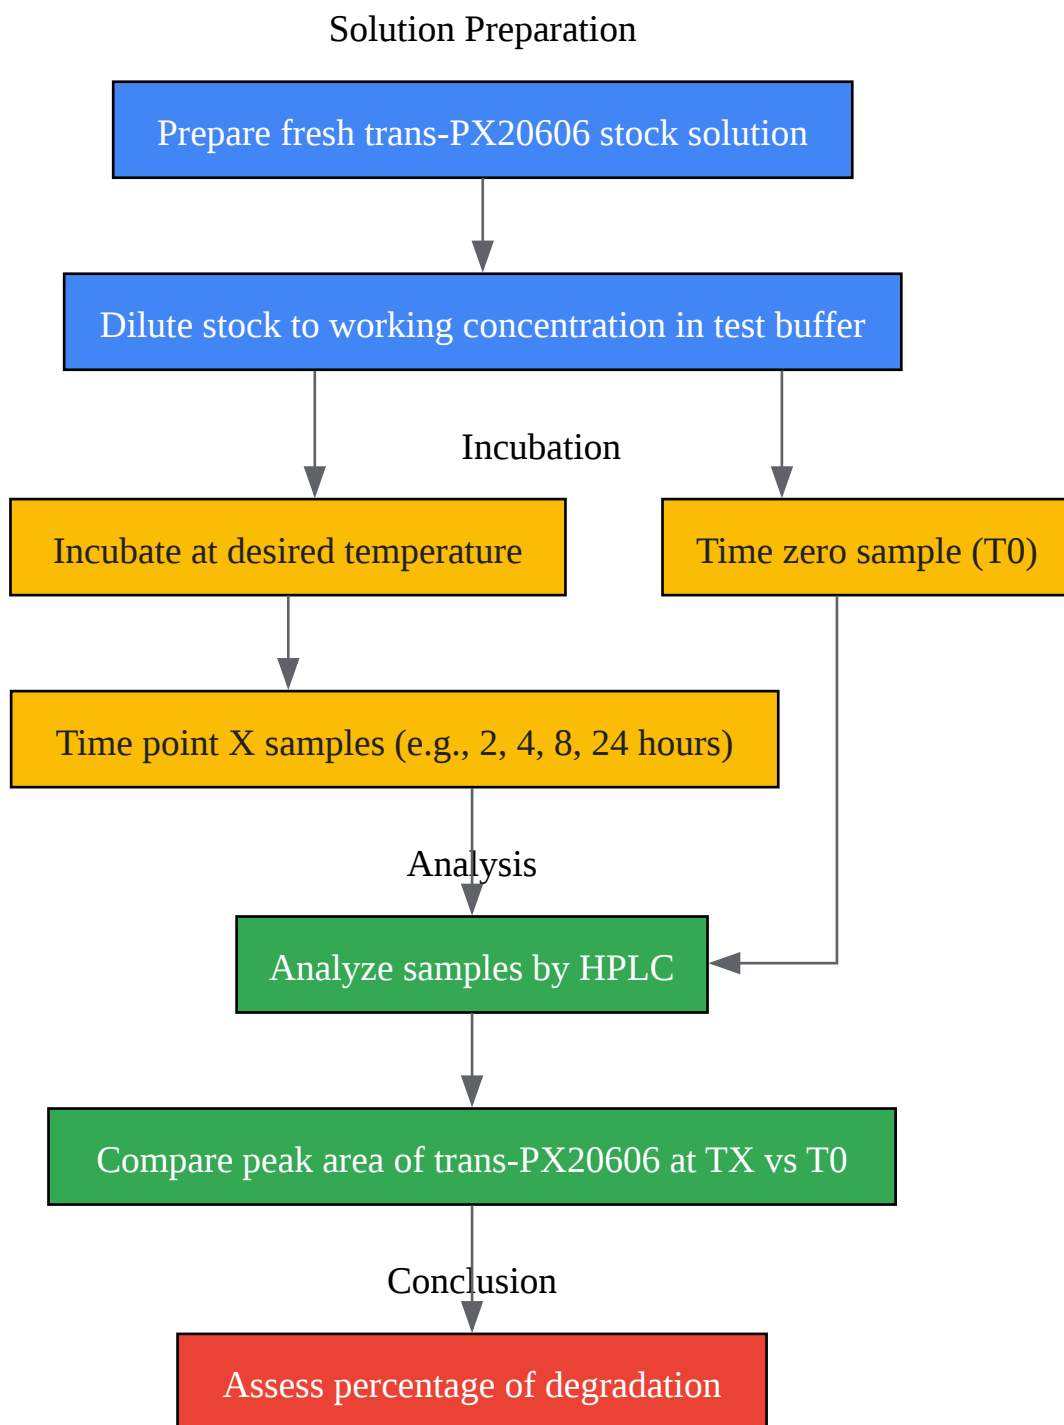 Solution Preparation
Prepare fresh trans-PX20606 stock solution
Dilute stock to working concentration in test buffer
Incubation
Incubate at desired temperature
Time zero sample (T0)
Time point X samples (e.g., 2, 4, 8, 24 hours)
Analysis
Analyze samples by HPLC
Compare peak area of trans-PX20606 at TX vs T0
Conclusion
Assess percentage of degradation